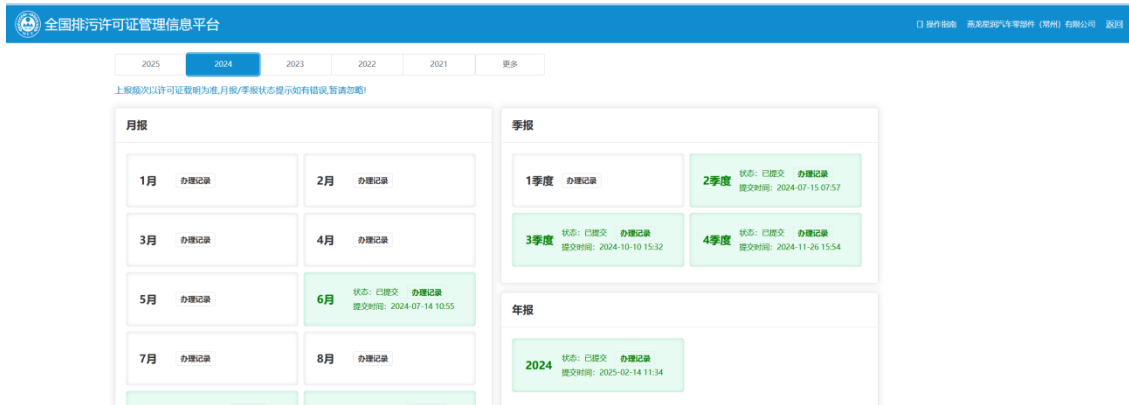 全国排污许可证管理信息平台
操作指南 燕龙星润汽车零部件（常州）有限公司 返回
2025 2024 2023 2022 2021 更多
上报频次以许可证载明为准,月报/季报状态提示如有错误,暂请忽略!
月报
1月 办理记录 2月 办理记录
3月 办理记录 4月 办理记录
5月 办理记录 6月 状态：已提交 办理记录
提交时间：2024-07-14 10:55
7月 办理记录 8月 办理记录
季报
1季度 办理记录 2季度 状态：已提交 办理记录
提交时间：2024-07-15 07:57
3季度 状态：已提交 办理记录 4季度 状态：已提交 办理记录
提交时间：2024-10-10 15:32 提交时间：2024-11-26 15:54
年报
2024 状态：已提交 办理记录
提交时间：2025-02-14 11:34